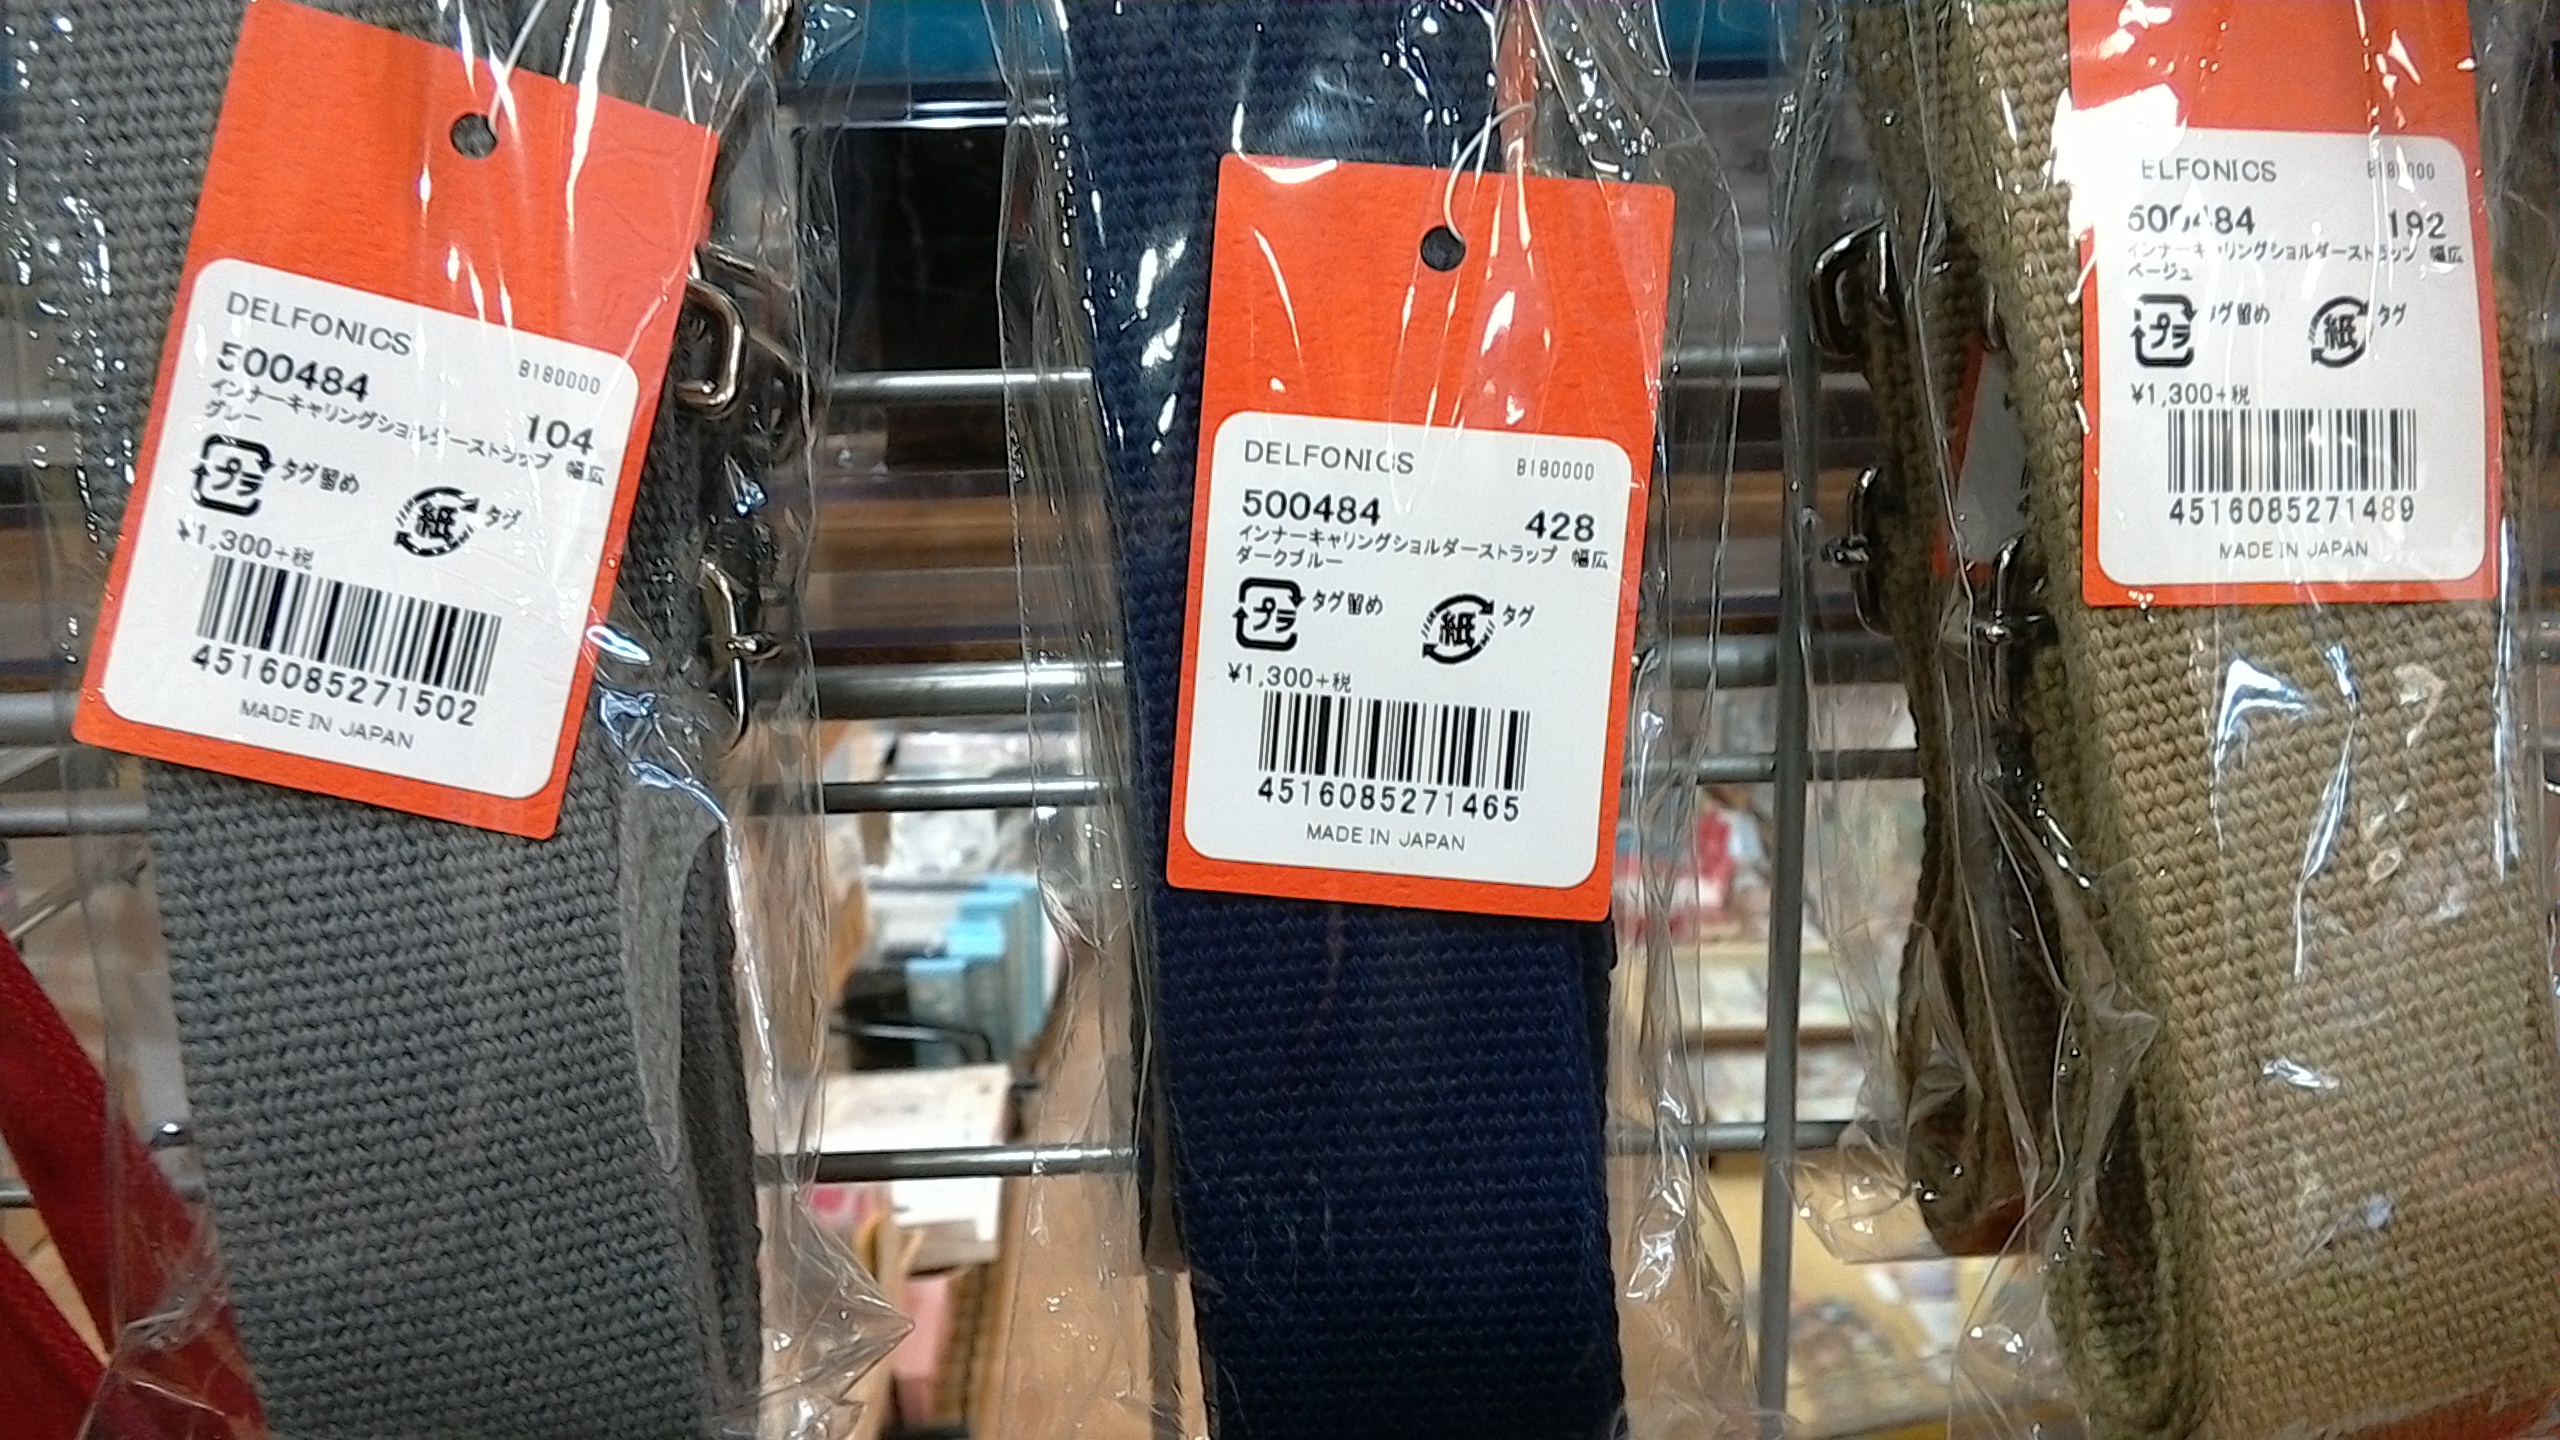 DELFONICS B180000
500484 104
インナーキャリングショルダーストラップ 幅広
グレー
プラ タグ留め 紙 タグ
¥1,300+税
4516085271502
MADE IN JAPAN
DELFONICS B180000
500484 428
インナーキャリングショルダーストラップ 幅広
ダークブルー
プラ タグ留め 紙 タグ
¥1,300+税
4516085271465
MADE IN JAPAN
ELFONICS B180000
500484 192
インナーキャリングショルダーストラップ 幅広
ベージュ
プラ タグ留め 紙 タグ
¥1,300+税
4516085271489
MADE IN JAPAN